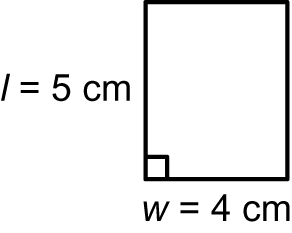 l = 5 cm
w = 4 cm